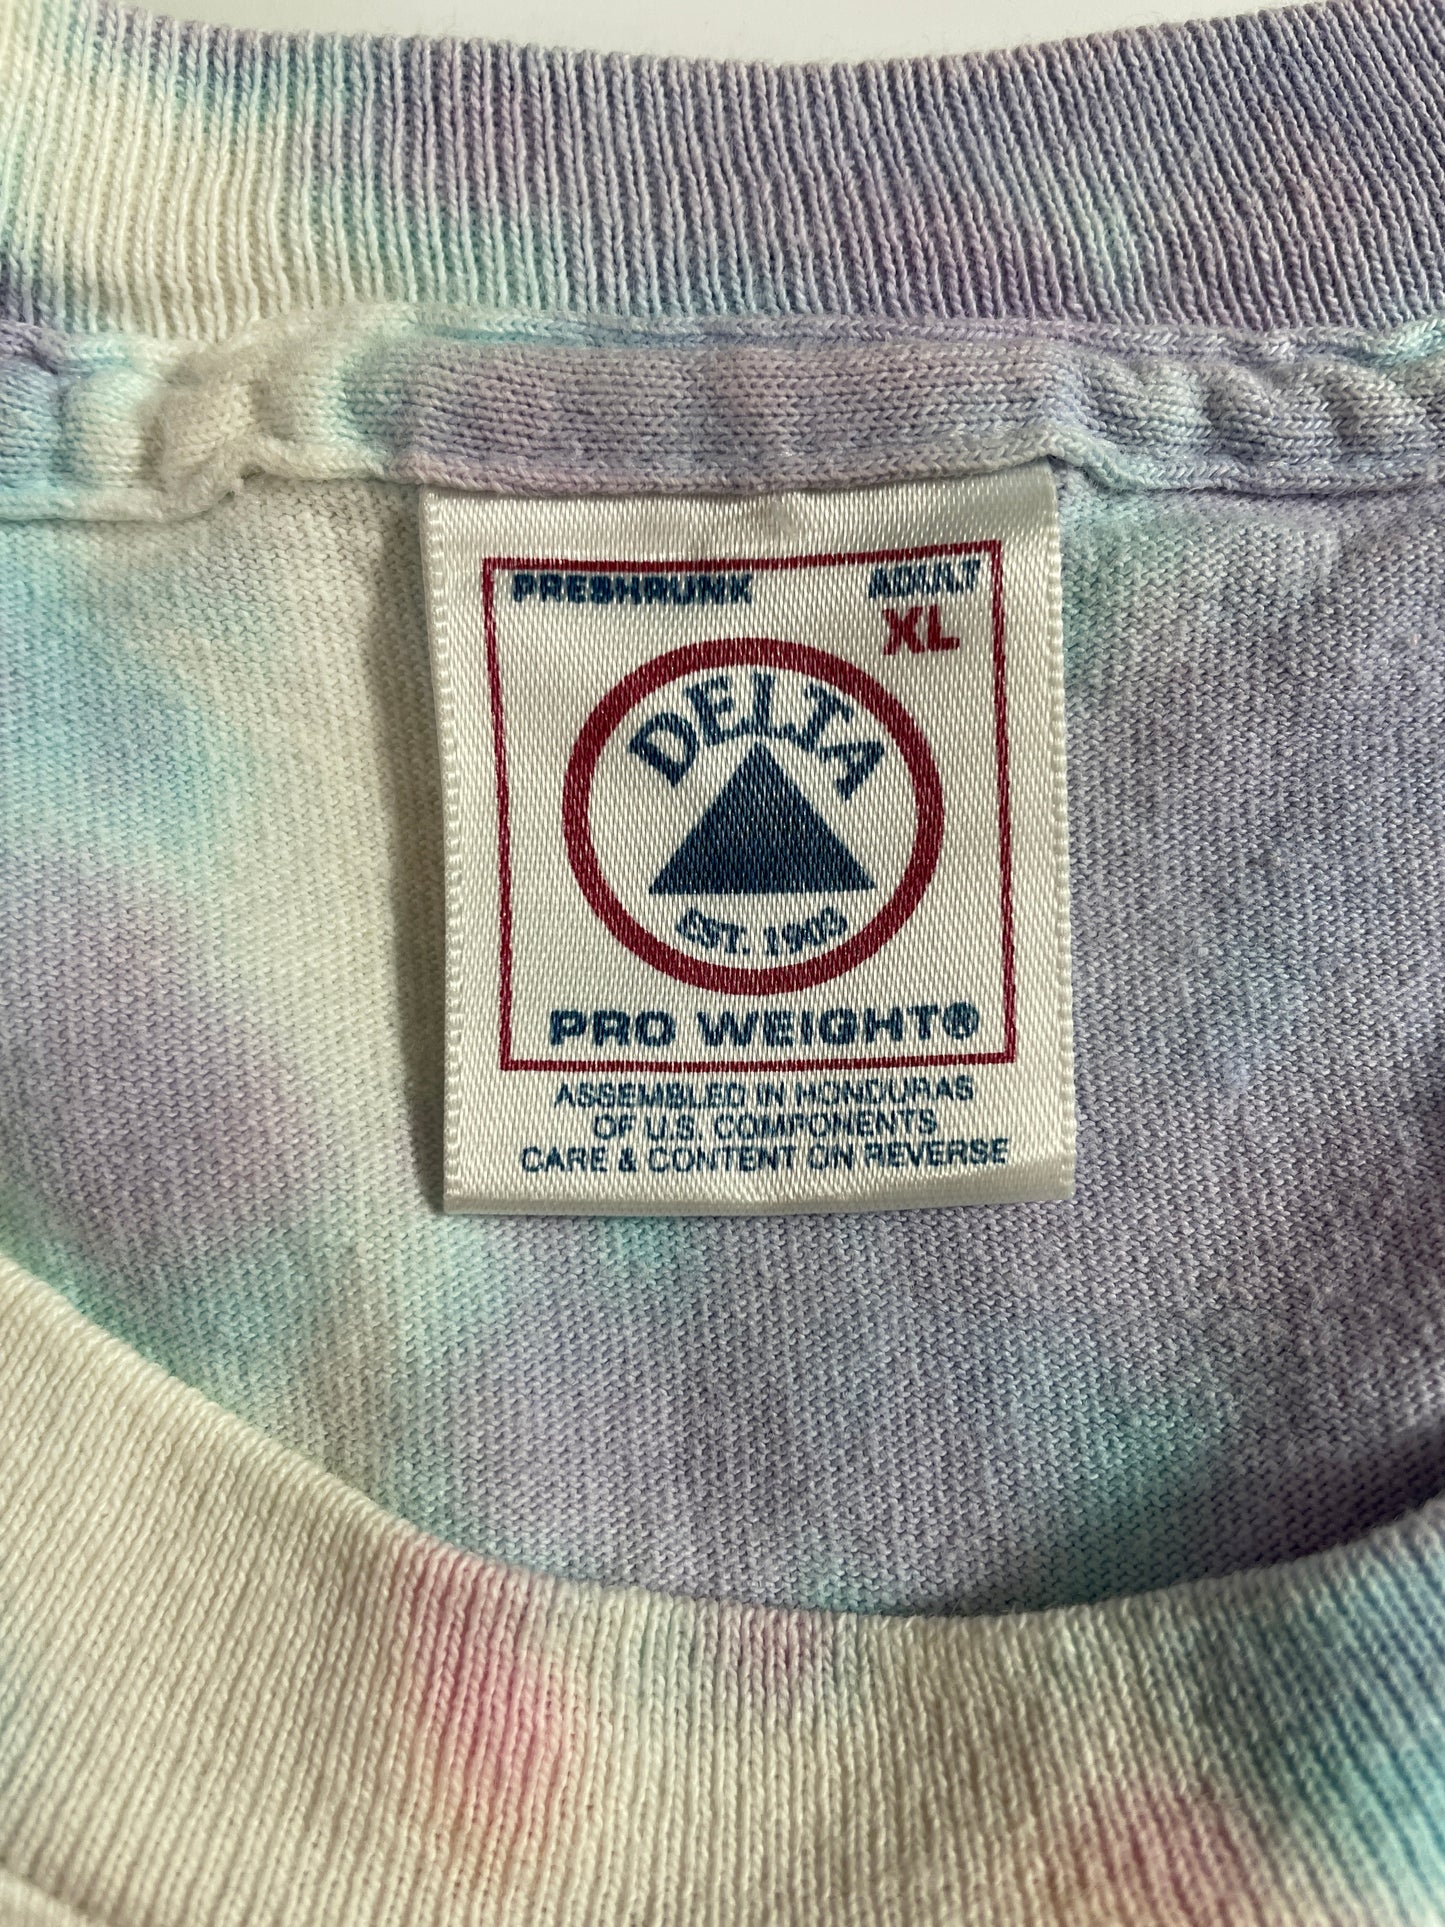 PRESHRUNK ADULT
XL
DELTA
EST. 1903
PRO WEIGHT®
ASSEMBLED IN HONDURAS
OF U.S. COMPONENTS
CARE & CONTENT ON REVERSE